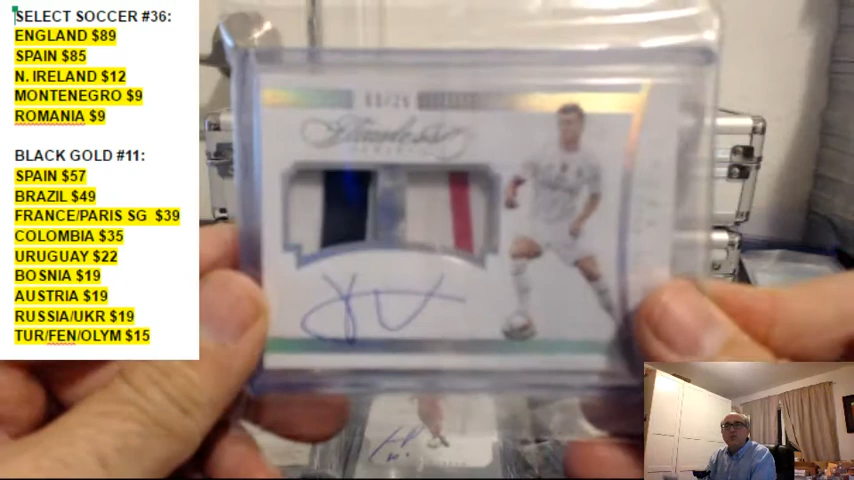 SELECT SOCCER #36:
ENGLAND $89
SPAIN $85
N. IRELAND $12
MONTENEGRO $9
ROMANIA $9
BLACK GOLD #11:
SPAIN $57
BRAZIL $49
FRANCE/PARIS SG $39
COLOMBIA $35
URUGUAY $22
BOSNIA $19
AUSTRIA $19
RUSSIA/UKR $19
TUR/FEN/OLYM $15
Flawless